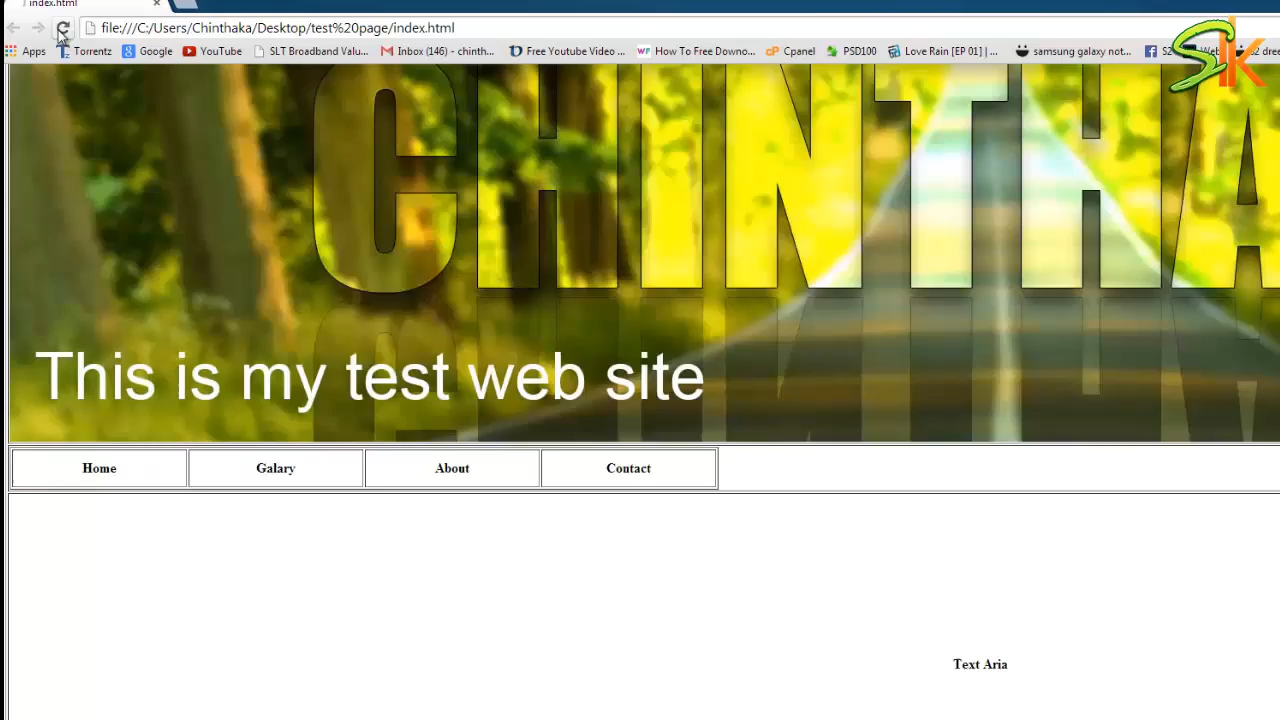 index.html
file:///C:/Users/Chinthaka/Desktop/test%20page/index.html
Apps Torrentz Google YouTube SLT Broadband Valu... Inbox (146) - chinth... Free Youtube Video ... How To Free Downo... Cpanel PSD100 Love Rain [EP 01] |... samsung galaxy not...
CHINTHA
This is my test web site
Home Galary About Contact
Text Aria